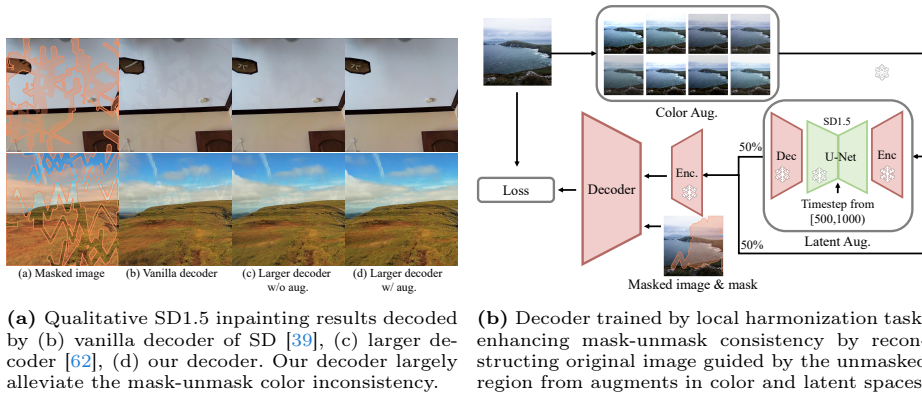 (a) Masked image
(b) Vanilla decoder
(c) Larger decoder
w/o aug.
(d) Larger decoder
w/ aug.
(a) Qualitative SD1.5 inpainting results decoded
by (b) vanilla decoder of SD [39], (c) larger de-
coder [62], (d) our decoder. Our decoder largely
alleviate the mask-unmask color inconsistency.
Color Aug.
SD1.5
Dec
U-Net
Enc
Timestep from
[500,1000)
Latent Aug.
50%
50%
Enc.
Decoder
Loss
Masked image & mask
(b) Decoder trained by local harmonization task
enhancing mask-unmask consistency by recon-
structing original image guided by the unmasked
region from augments in color and latent spaces